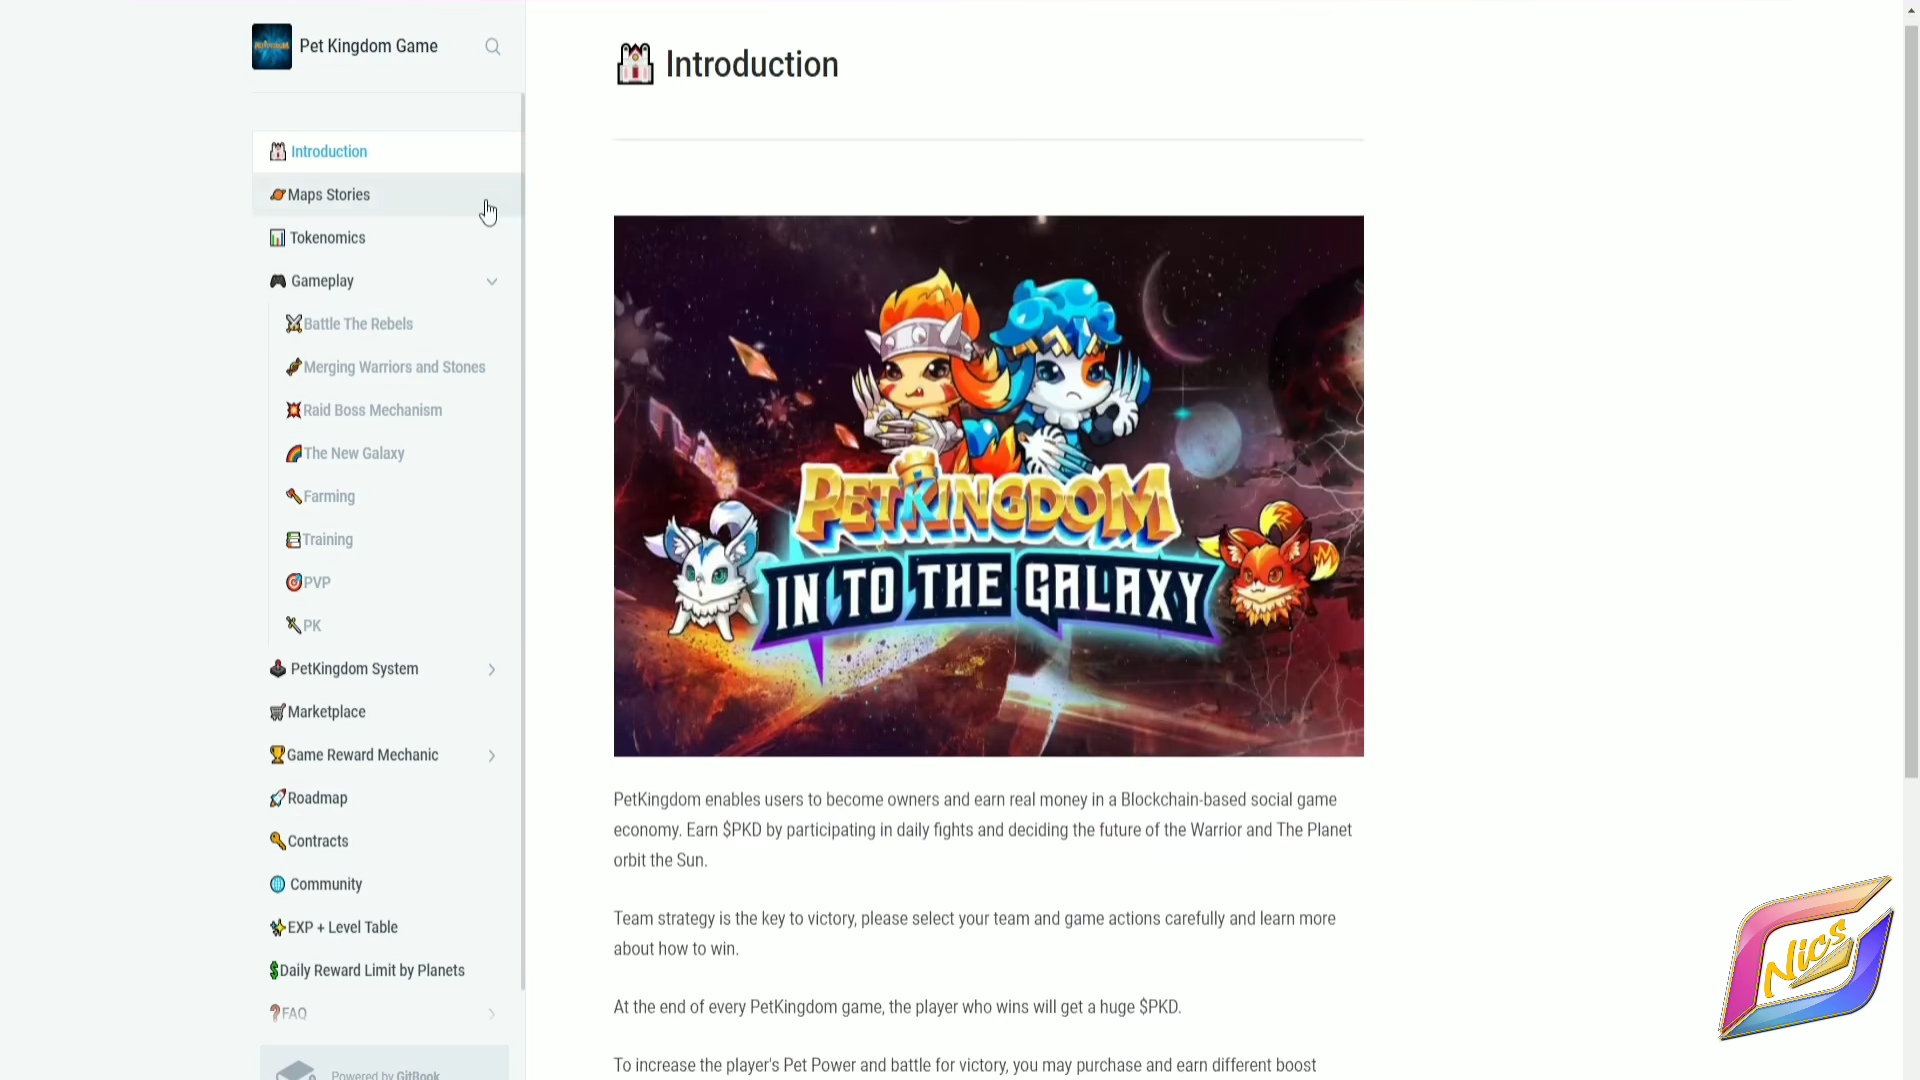 Pet Kingdom Game
Introduction
Maps Stories
Tokenomics
Gameplay
Battle The Rebels
Merging Warriors and Stones
Raid Boss Mechanism
The New Galaxy
Farming
Training
PVP
PK
PetKingdom System
Marketplace
Game Reward Mechanic
Roadmap
Contracts
Community
EXP + Level Table
Daily Reward Limit by Planets
FAQ
Powered by GitBook
Introduction
PETKINGDOM
IN TO THE GALAXY
PetKingdom enables users to become owners and earn real money in a Blockchain-based social game
economy. Earn $PKD by participating in daily fights and deciding the future of the Warrior and The Planet
orbit the Sun.
Team strategy is the key to victory, please select your team and game actions carefully and learn more
about how to win.
At the end of every PetKingdom game, the player who wins will get a huge $PKD.
To increase the player's Pet Power and battle for victory, you may purchase and earn different boost
Nics